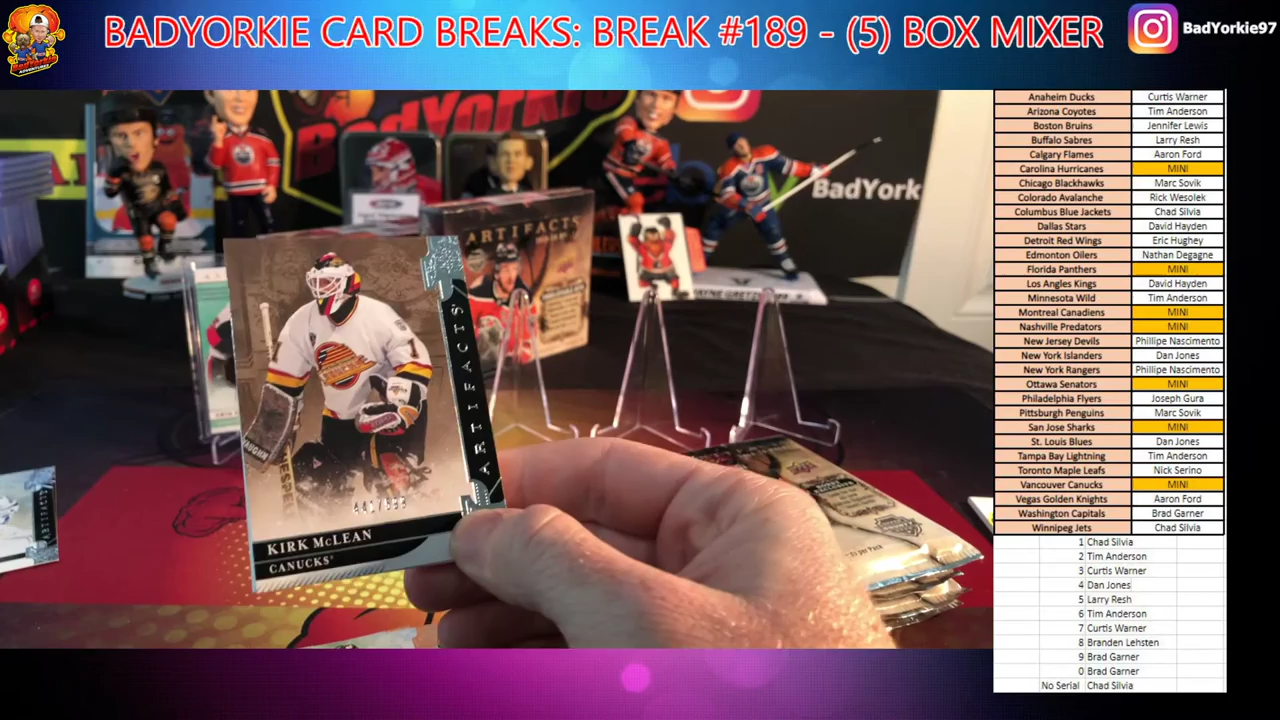 BADYORKIE CARD BREAKS: BREAK #189 - (5) BOX MIXER
BadYorkie97
BadYorkie
ADVENTURES
BadYork
ARTIFACTS
ARTIFACTS
441/599
KIRK McLEAN
CANUCKS
VAUGHN
Anaheim Ducks Curtis Warner
Arizona Coyotes Tim Anderson
Boston Bruins Jennifer Lewis
Buffalo Sabres Larry Resh
Calgary Flames Aaron Ford
Carolina Hurricanes MINI
Chicago Blackhawks Marc Sovik
Colorado Avalanche Rick Wesolek
Columbus Blue Jackets Chad Silvia
Dallas Stars David Hayden
Detroit Red Wings Eric Hughey
Edmonton Oilers Nathan Degagne
Florida Panthers MINI
Los Angles Kings David Hayden
Minnesota Wild Tim Anderson
Montreal Canadiens MINI
Nashville Predators MINI
New Jersey Devils Phillipe Nascimento
New York Islanders Dan Jones
New York Rangers Phillipe Nascimento
Ottawa Senators MINI
Philadelphia Flyers Joseph Gura
Pittsburgh Penguins Marc Sovik
San Jose Sharks MINI
St. Louis Blues Dan Jones
Tampa Bay Lightning Tim Anderson
Toronto Maple Leafs Nick Serino
Vancouver Canucks MINI
Vegas Golden Knights Aaron Ford
Washington Capitals Brad Garner
Winnipeg Jets Chad Silvia
1 Chad Silvia
2 Tim Anderson
3 Curtis Warner
4 Dan Jones
5 Larry Resh
6 Tim Anderson
7 Curtis Warner
8 Branden Lehsten
9 Brad Garner
0 Brad Garner
No Serial Chad Silvia